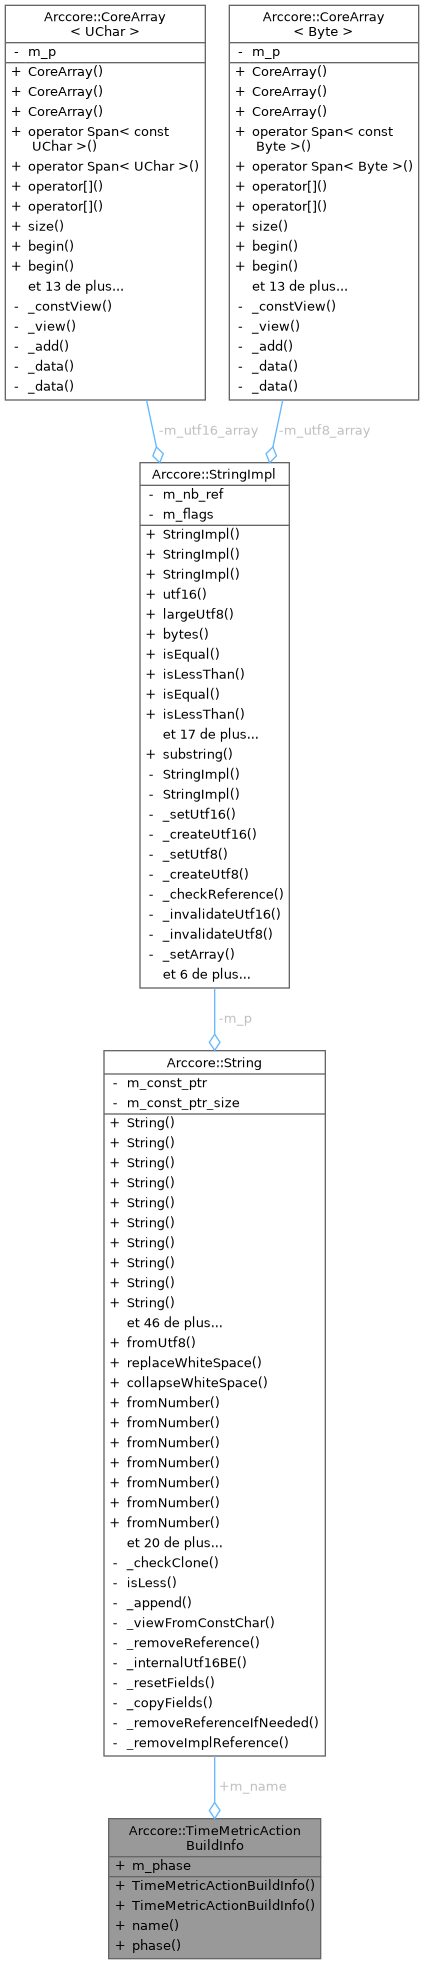 Arccore::CoreArray
< UChar >
- m_p
+ CoreArray()
+ CoreArray()
+ CoreArray()
+ operator Span< const
UChar >()
+ operator Span< UChar >()
+ operator[]()
+ operator[]()
+ size()
+ begin()
+ begin()
et 13 de plus...
- _constView()
- _view()
- _add()
- _data()
- _data()
Arccore::CoreArray
< Byte >
- m_p
+ CoreArray()
+ CoreArray()
+ CoreArray()
+ operator Span< const
Byte >()
+ operator Span< Byte >()
+ operator[]()
+ operator[]()
+ size()
+ begin()
+ begin()
et 13 de plus...
- _constView()
- _view()
- _add()
- _data()
- _data()
-m_utf16_array
-m_utf8_array
Arccore::StringImpl
- m_nb_ref
- m_flags
+ StringImpl()
+ StringImpl()
+ StringImpl()
+ utf16()
+ largeUtf8()
+ bytes()
+ isEqual()
+ isLessThan()
+ isEqual()
+ isLessThan()
et 17 de plus...
+ substring()
- StringImpl()
- StringImpl()
- _setUtf16()
- _createUtf16()
- _setUtf8()
- _createUtf8()
- _checkReference()
- _invalidateUtf16()
- _invalidateUtf8()
- _setArray()
et 6 de plus...
-m_p
Arccore::String
- m_const_ptr
- m_const_ptr_size
+ String()
+ String()
+ String()
+ String()
+ String()
+ String()
+ String()
+ String()
+ String()
+ String()
et 46 de plus...
+ fromUtf8()
+ replaceWhiteSpace()
+ collapseWhiteSpace()
+ fromNumber()
+ fromNumber()
+ fromNumber()
+ fromNumber()
+ fromNumber()
+ fromNumber()
+ fromNumber()
et 20 de plus...
- _checkClone()
- isLess()
- _append()
- _viewFromConstChar()
- _removeReference()
- _internalUtf16BE()
- _resetFields()
- _copyFields()
- _removeReferenceIfNeeded()
- _removeImplReference()
+m_name
Arccore::TimeMetricAction
BuildInfo
+ m_phase
+ TimeMetricActionBuildInfo()
+ TimeMetricActionBuildInfo()
+ name()
+ phase()